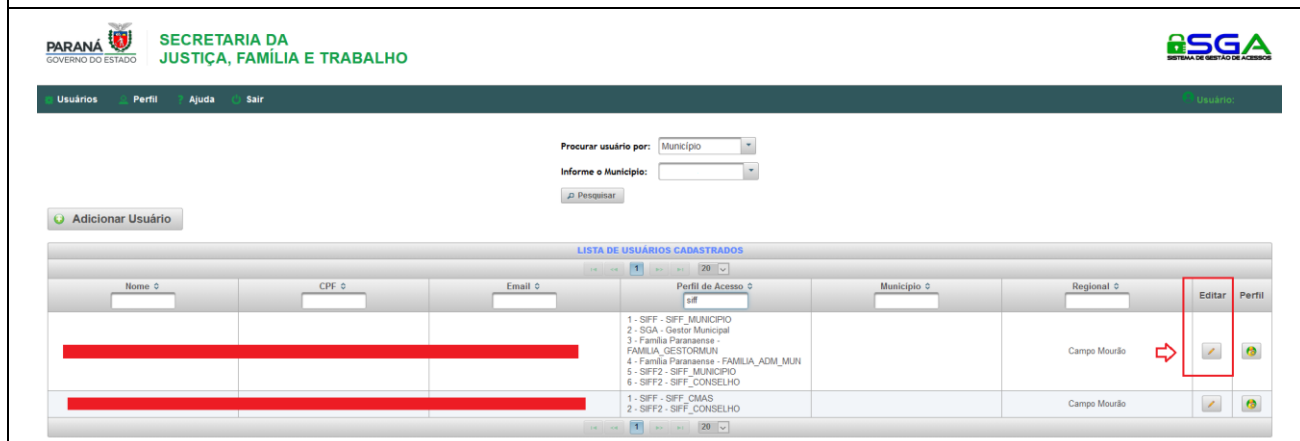 PARANÁ
GOVERNO DO ESTADO
SECRETARIA DA
JUSTIÇA, FAMÍLIA E TRABALHO
SGA
SISTEMA DE GESTÃO DE ACESSOS
Usuários Perfil ? Ajuda Sair Usuário:
Procurar usuário por: Município
Informe o Municipio:
Pesquisar
Adicionar Usuário
LISTA DE USUÁRIOS CADASTRADOS
1 20
Nome CPF Email Perfil de Acesso Municipio Regional Editar Perfil
siff
1 - SIFF - SIFF_MUNICIPIO
2 - SGA - Gestor Municipal
3 - Família Paranaense -
FAMILIA_GESTORMUN
4 - Família Paranaense - FAMILIA_ADM_MUN
5 - SIFF2 - SIFF_MUNICIPIO
6 - SIFF2 - SIFF_CONSELHO
Campo Mourão
1 - SIFF - SIFF_CMAS
2 - SIFF2 - SIFF_CONSELHO
Campo Mourão
1 20